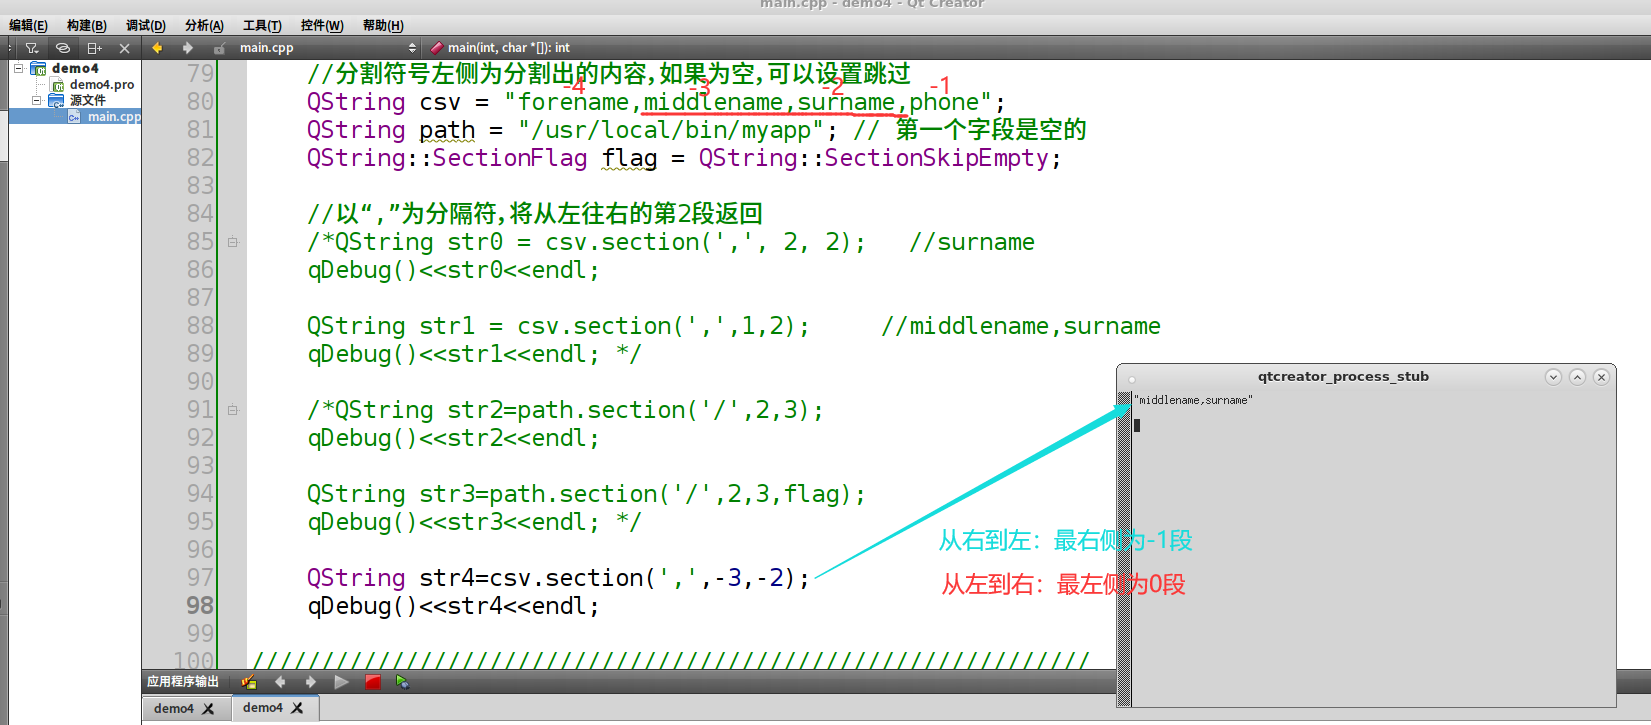 main.cpp - demo4 - Qt Creator
编辑(E) 构建(B) 调试(D) 分析(A) 工具(T) 控件(W) 帮助(H)
main.cpp main(int, char *[]): int
demo4
demo4.pro
源文件
main.cpp
79 //分割符号左侧为分割出的内容,如果为空,可以设置跳过
-4 -3 -2 -1
80 QString csv = "forename,middlename,surname,phone";
81 QString path = "/usr/local/bin/myapp"; // 第一个字段是空的
82 QString::SectionFlag flag = QString::SectionSkipEmpty;
83
84 //以“,”为分隔符,将从左往右的第2段返回
85 /*QString str0 = csv.section(',', 2, 2); //surname
86 qDebug()<<str0<<endl;
87
88 QString str1 = csv.section(',',1,2); //middlename,surname
89 qDebug()<<str1<<endl; */
90
91 /*QString str2=path.section('/',2,3);
92 qDebug()<<str2<<endl;
93
94 QString str3=path.section('/',2,3,flag);
95 qDebug()<<str3<<endl; */
96
97 QString str4=csv.section(',',-3,-2);
98 qDebug()<<str4<<endl;
99
100 ////////////////////////////////////////////////////////////
qtcreator_process_stub
"middlename,surname"
从右到左：最右侧为-1段
从左到右：最左侧为0段
应用程序输出
demo4 demo4